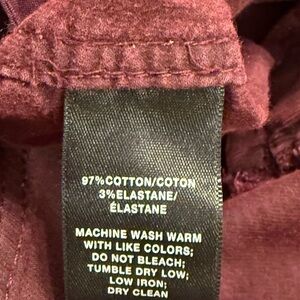 97%COTTON/COTON
3%ELASTANE/
ÉLASTANE
MACHINE WASH WARM
WITH LIKE COLORS;
DO NOT BLEACH;
TUMBLE DRY LOW;
LOW IRON;
DRY CLEAN